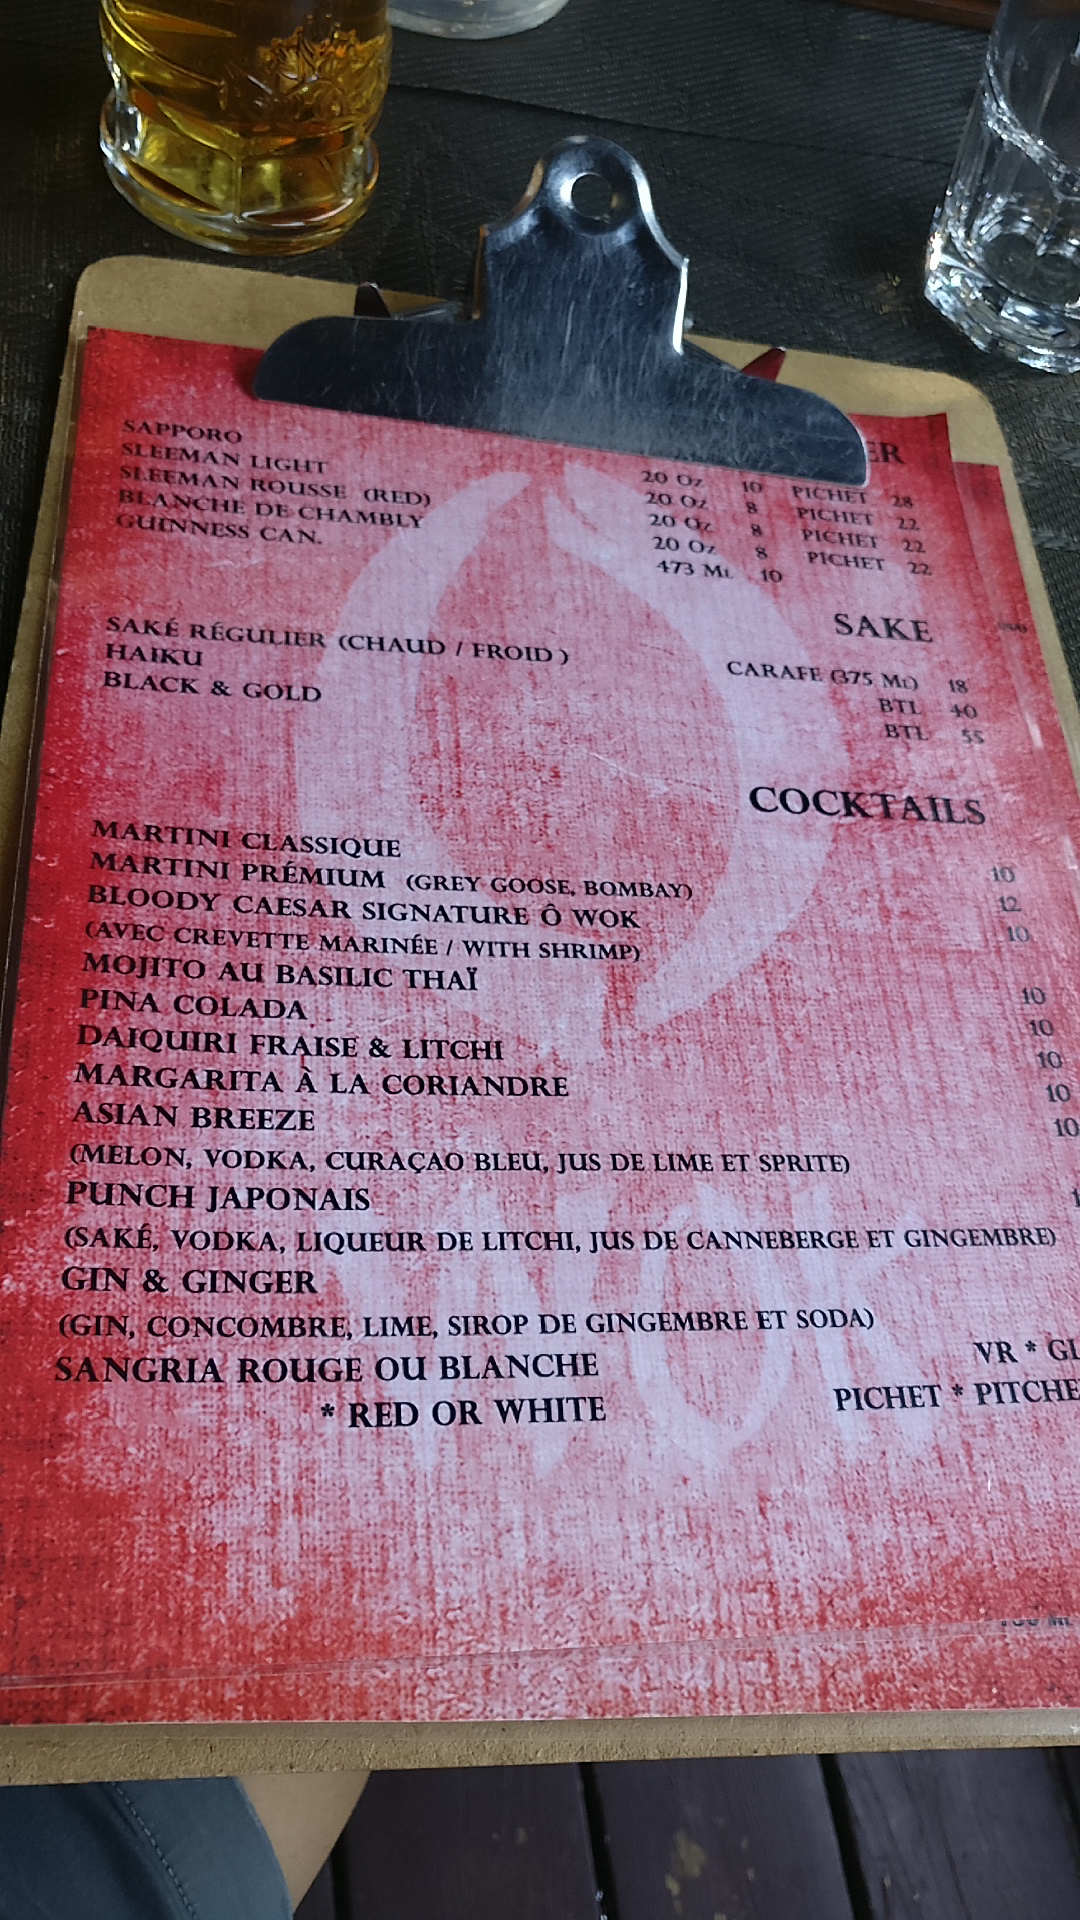 ER
SAPPORO 20 Oz 10 PICHET 28
SLEEMAN LIGHT 20 Oz 8 PICHET 22
SLEEMAN ROUSSE (RED) 20 Oz 8 PICHET 22
BLANCHE DE CHAMBLY 20 Oz 8 PICHET 22
GUINNESS CAN. 473 ML 10
SAKE
SAKÉ RÉGULIER (CHAUD / FROID ) CARAFE (375 ML) 18
HAIKU BTL 40
BLACK & GOLD BTL 55
COCKTAILS
MARTINI CLASSIQUE 10
MARTINI PRÉMIUM (GREY GOOSE, BOMBAY) 12
BLOODY CAESAR SIGNATURE Ô WOK 10
(AVEC CREVETTE MARINÉE / WITH SHRIMP)
MOJITO AU BASILIC THAÏ 10
PINA COLADA 10
DAIQUIRI FRAISE & LITCHI 10
MARGARITA À LA CORIANDRE 10
ASIAN BREEZE 10
(MELON, VODKA, CURAÇAO BLEU, JUS DE LIME ET SPRITE)
PUNCH JAPONAIS 1
(SAKÉ, VODKA, LIQUEUR DE LITCHI, JUS DE CANNEBERGE ET GINGEMBRE)
GIN & GINGER
(GIN, CONCOMBRE, LIME, SIROP DE GINGEMBRE ET SODA)
SANGRIA ROUGE OU BLANCHE VR * GL
* RED OR WHITE PICHET * PITCHE
WOK